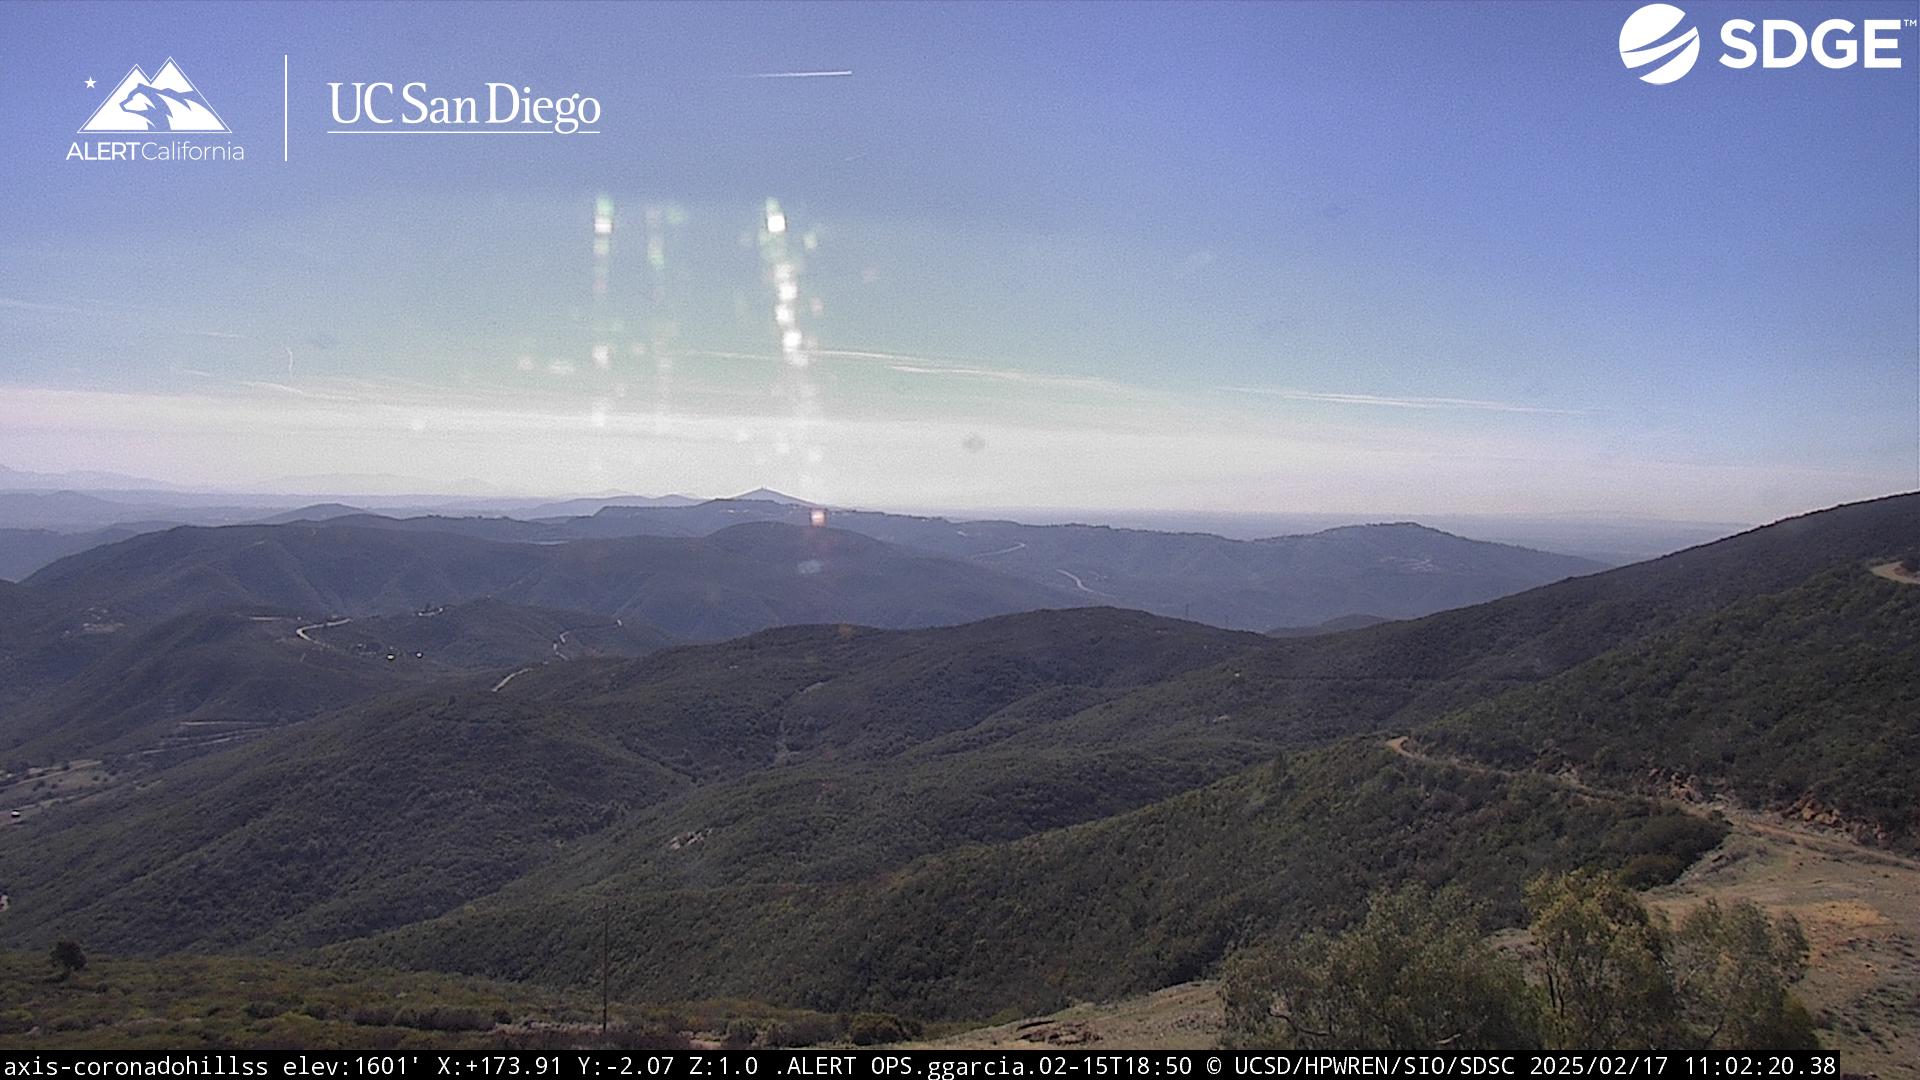 ALERTCalifornia
UC San Diego
SDGE™
axis-coronadohillss elev:1601' X:+173.91 Y:-2.07 Z:1.0 .ALERT OPS.ggarcia.02-15T18:50 © UCSD/HPWREN/SIO/SDSC 2025/02/17 11:02:20.38